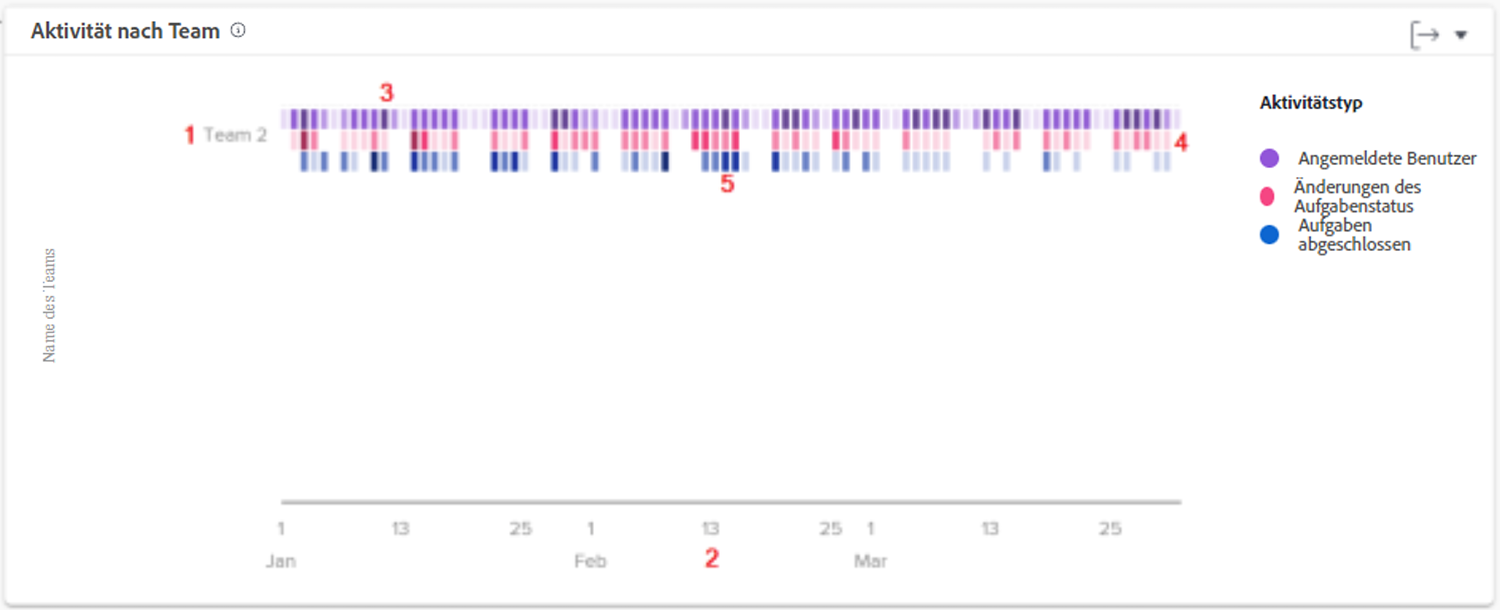 Aktivität nach Team
3
Aktivitätstyp
1 Team 2
4
Angemeldete Benutzer
5
Änderungen des
Aufgabenstatus
Aufgaben
abgeschlossen
Name des Teams
1 13 25 1 13 25 1 13 25
Jan Feb 2 Mar